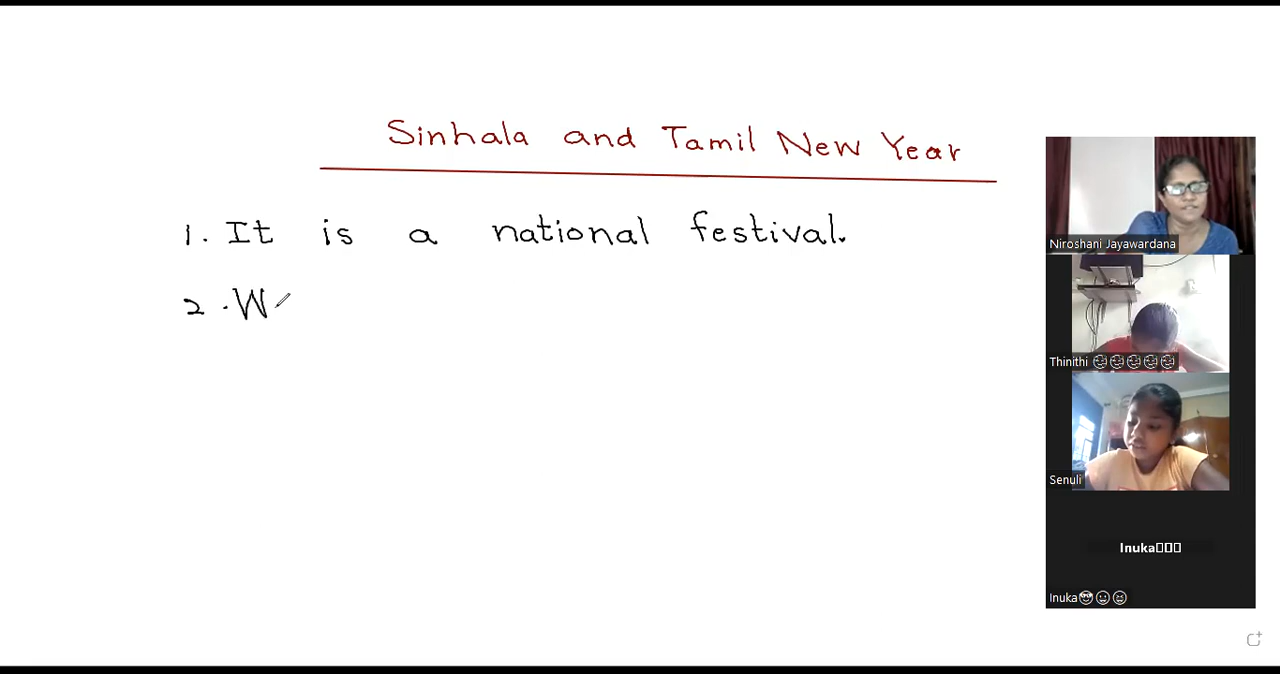 Sinhala and Tamil New Year
1. It is a national festival.
2. W
Niroshani Jayawardana
Thinithi
Senuli
Inuka
Inuka